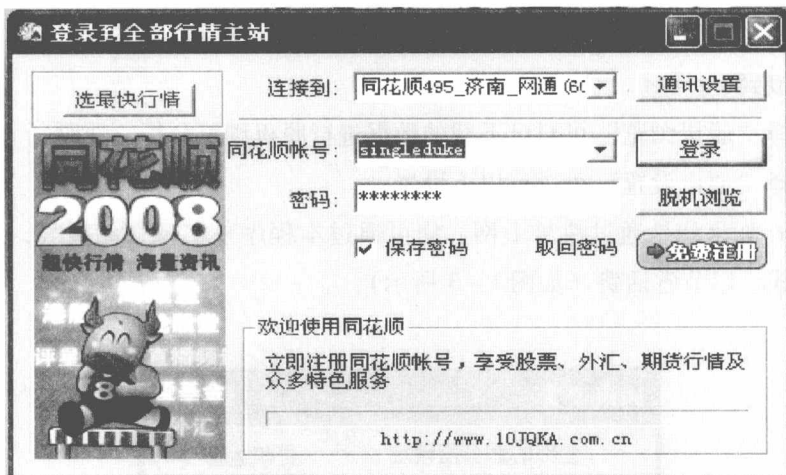 登录到全部行情主站
选最快行情
连接到: 同花顺495_济南_网通 (60 通讯设置
同花顺帐号: singleduke 登录
密码: ******** 脱机浏览
保存密码 取回密码 免费注册
同花顺
2008
超快行情 海量资讯
欢迎使用同花顺
立即注册同花顺帐号，享受股票、外汇、期货行情及
众多特色服务
http://www.10JQKA.com.cn
外汇